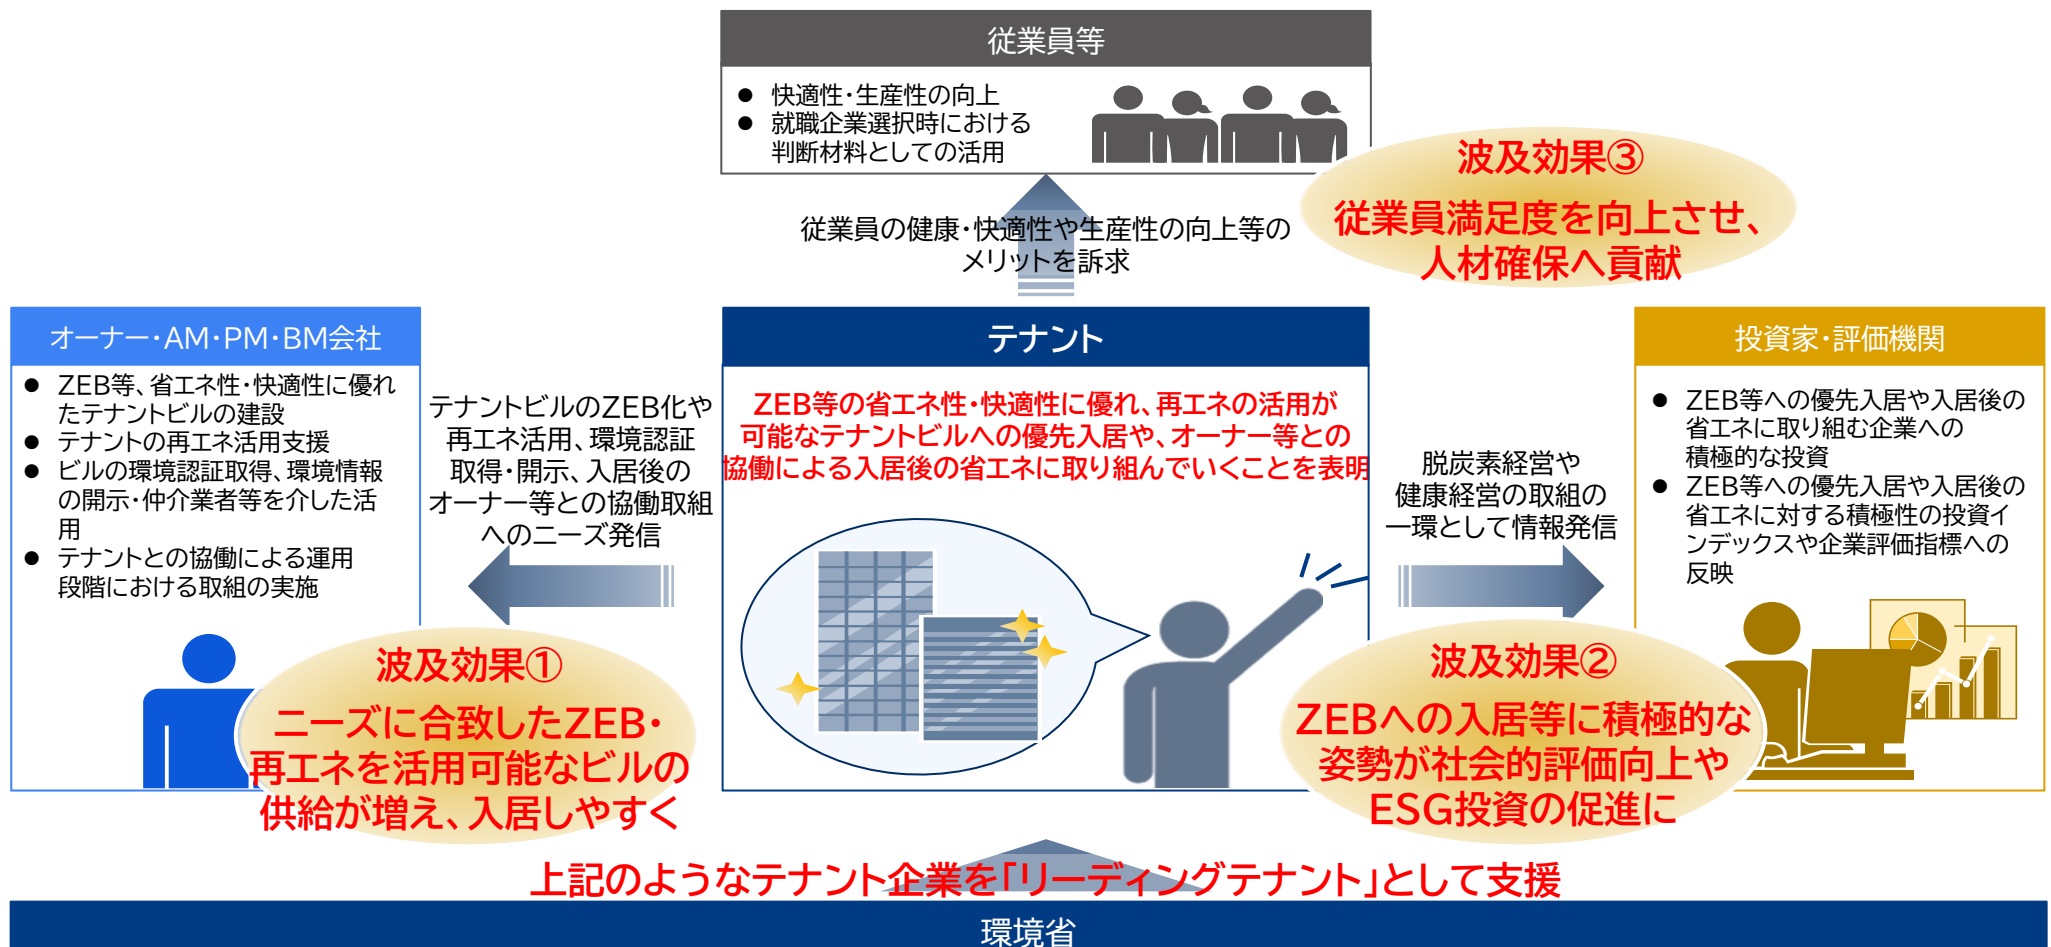 従業員等
● 快適性・生産性の向上
● 就職企業選択時における
判断材料としての活用
波及効果③
従業員満足度を向上させ、
人材確保へ貢献
従業員の健康・快適性や生産性の向上等の
メリットを訴求
オーナー・AM・PM・BM会社
● ZEB等、省エネ性・快適性に優れ
たテナントビルの建設
● テナントの再エネ活用支援
● ビルの環境認証取得、環境情報
の開示・仲介業者等を介した活
用
● テナントとの協働による運用
段階における取組の実施
テナントビルのZEB化や
再エネ活用、環境認証
取得・開示、入居後の
オーナー等との協働取組
へのニーズ発信
波及効果①
ニーズに合致したZEB・
再エネを活用可能なビルの
供給が増え、入居しやすく
テナント
ZEB等の省エネ性・快適性に優れ、再エネの活用が
可能なテナントビルへの優先入居や、オーナー等との
協働による入居後の省エネに取り組んでいくことを表明
脱炭素経営や
健康経営の取組の
一環として情報発信
投資家・評価機関
● ZEB等への優先入居や入居後の
省エネに取り組む企業への
積極的な投資
● ZEB等への優先入居や入居後の
省エネに対する積極性の投資イ
ンデックスや企業評価指標への
反映
波及効果②
ZEBへの入居等に積極的な
姿勢が社会的評価向上や
ESG投資の促進に
上記のようなテナント企業を「リーディングテナント」として支援
環境省